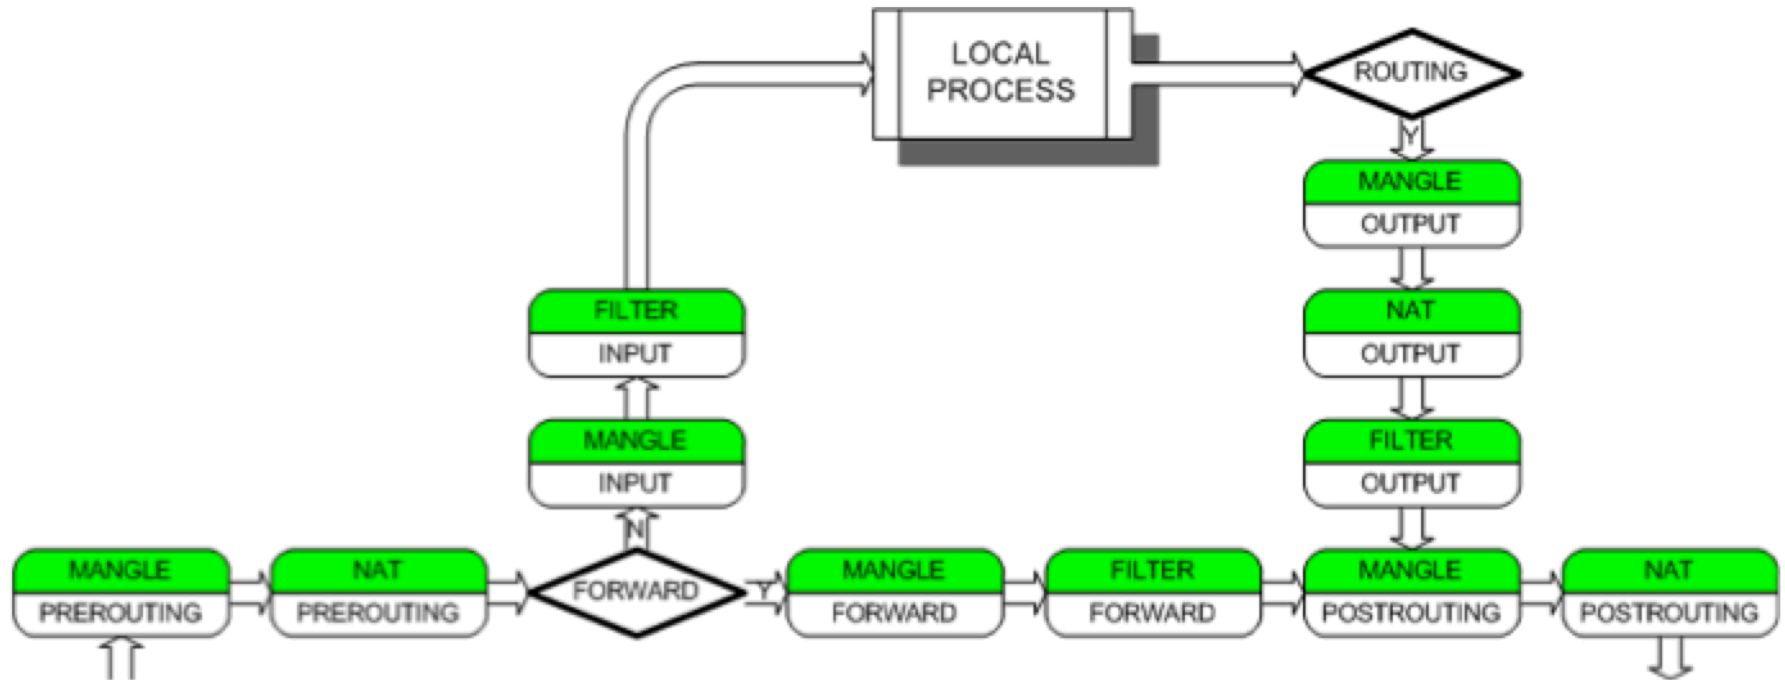 LOCAL
PROCESS
ROUTING
Y
MANGLE
OUTPUT
NAT
OUTPUT
FILTER
OUTPUT
FILTER
INPUT
MANGLE
INPUT
N
MANGLE
PREROUTING
NAT
PREROUTING
FORWARD
Y
MANGLE
FORWARD
FILTER
FORWARD
MANGLE
POSTROUTING
NAT
POSTROUTING